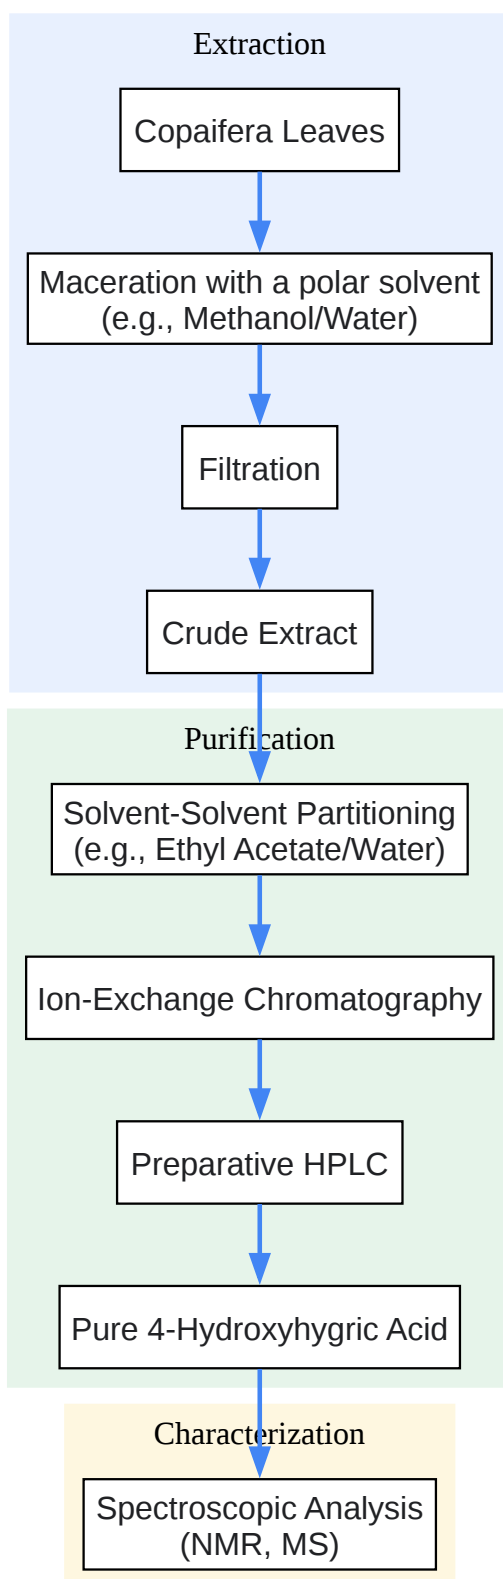 Extraction
Copaifera Leaves
Maceration with a polar solvent
(e.g., Methanol/Water)
Filtration
Crude Extract
Purification
Solvent-Solvent Partitioning
(e.g., Ethyl Acetate/Water)
Ion-Exchange Chromatography
Preparative HPLC
Pure 4-Hydroxyhygric Acid
Characterization
Spectroscopic Analysis
(NMR, MS)